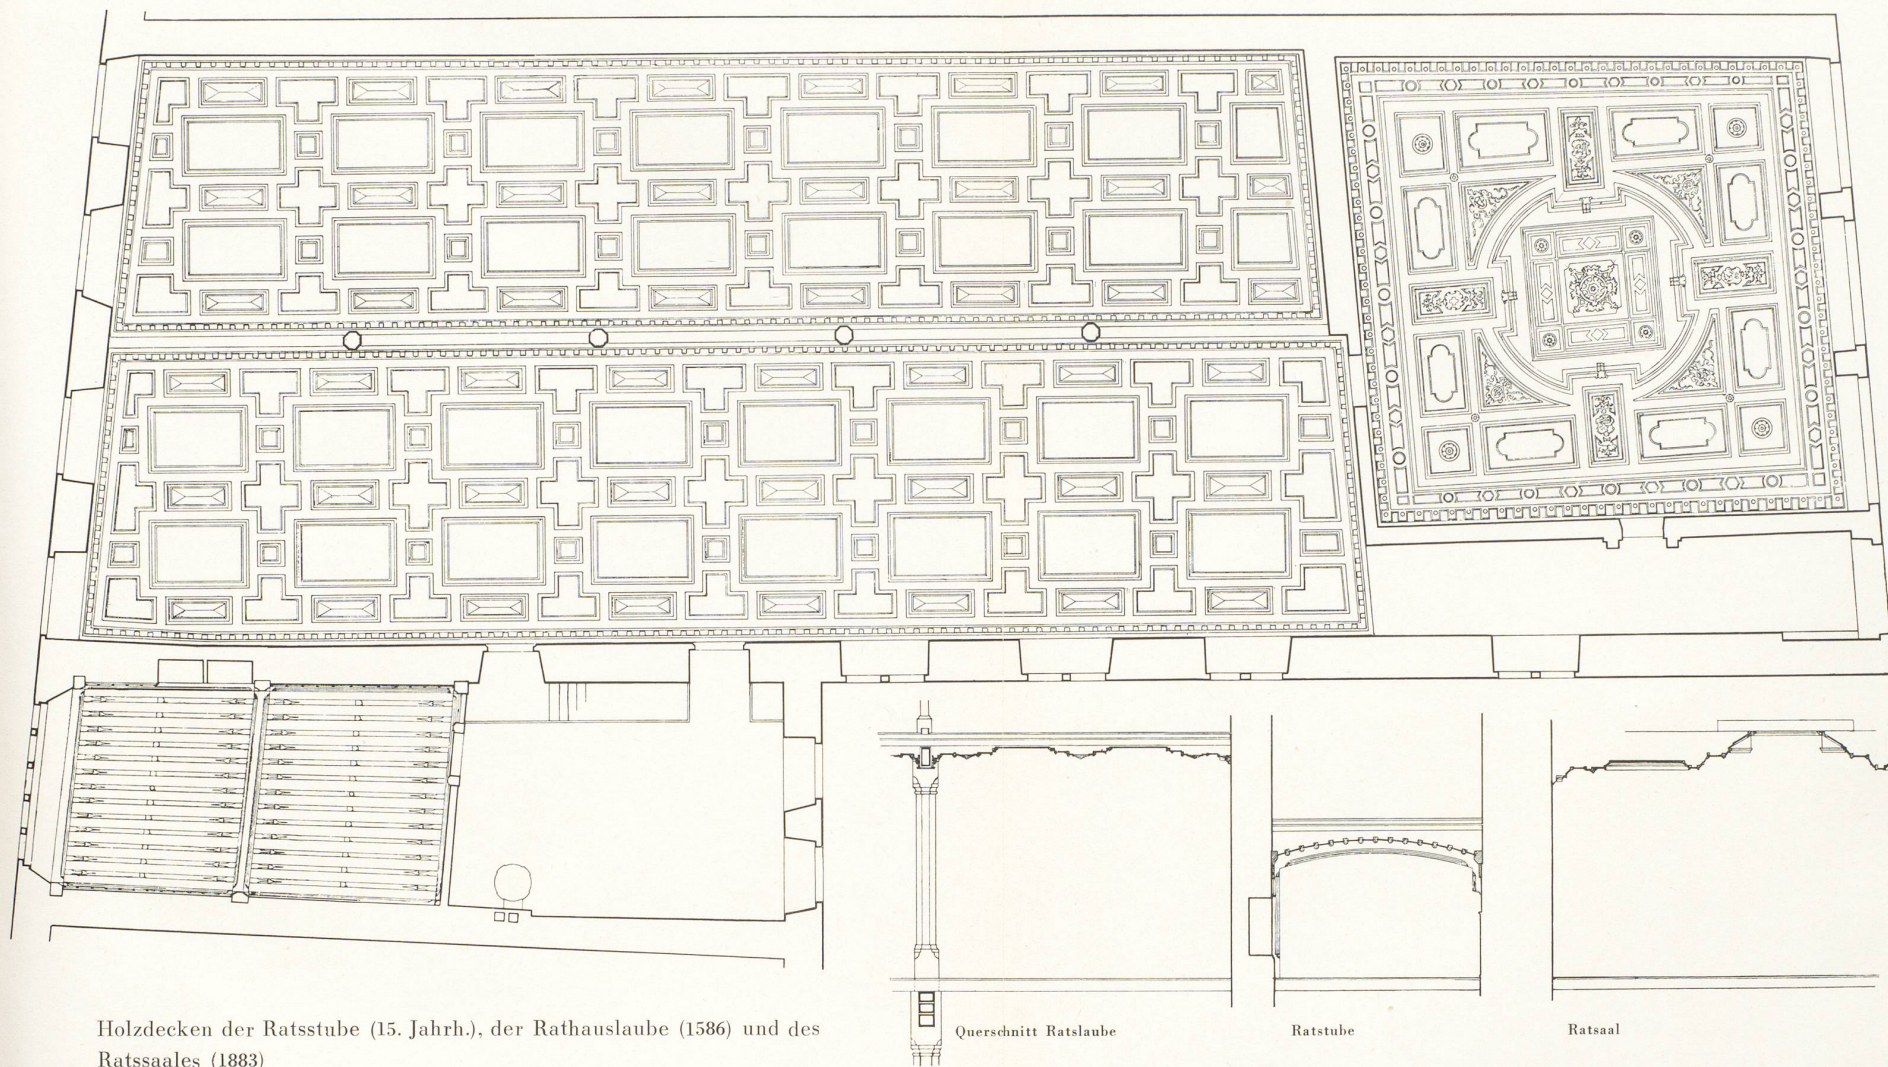 Holzdecken der Ratsstube (15. Jahrh.), der Rathauslaube (1586) und des
Ratssaales (1883)
Querschnitt Ratslaube
Ratstube
Ratsaal